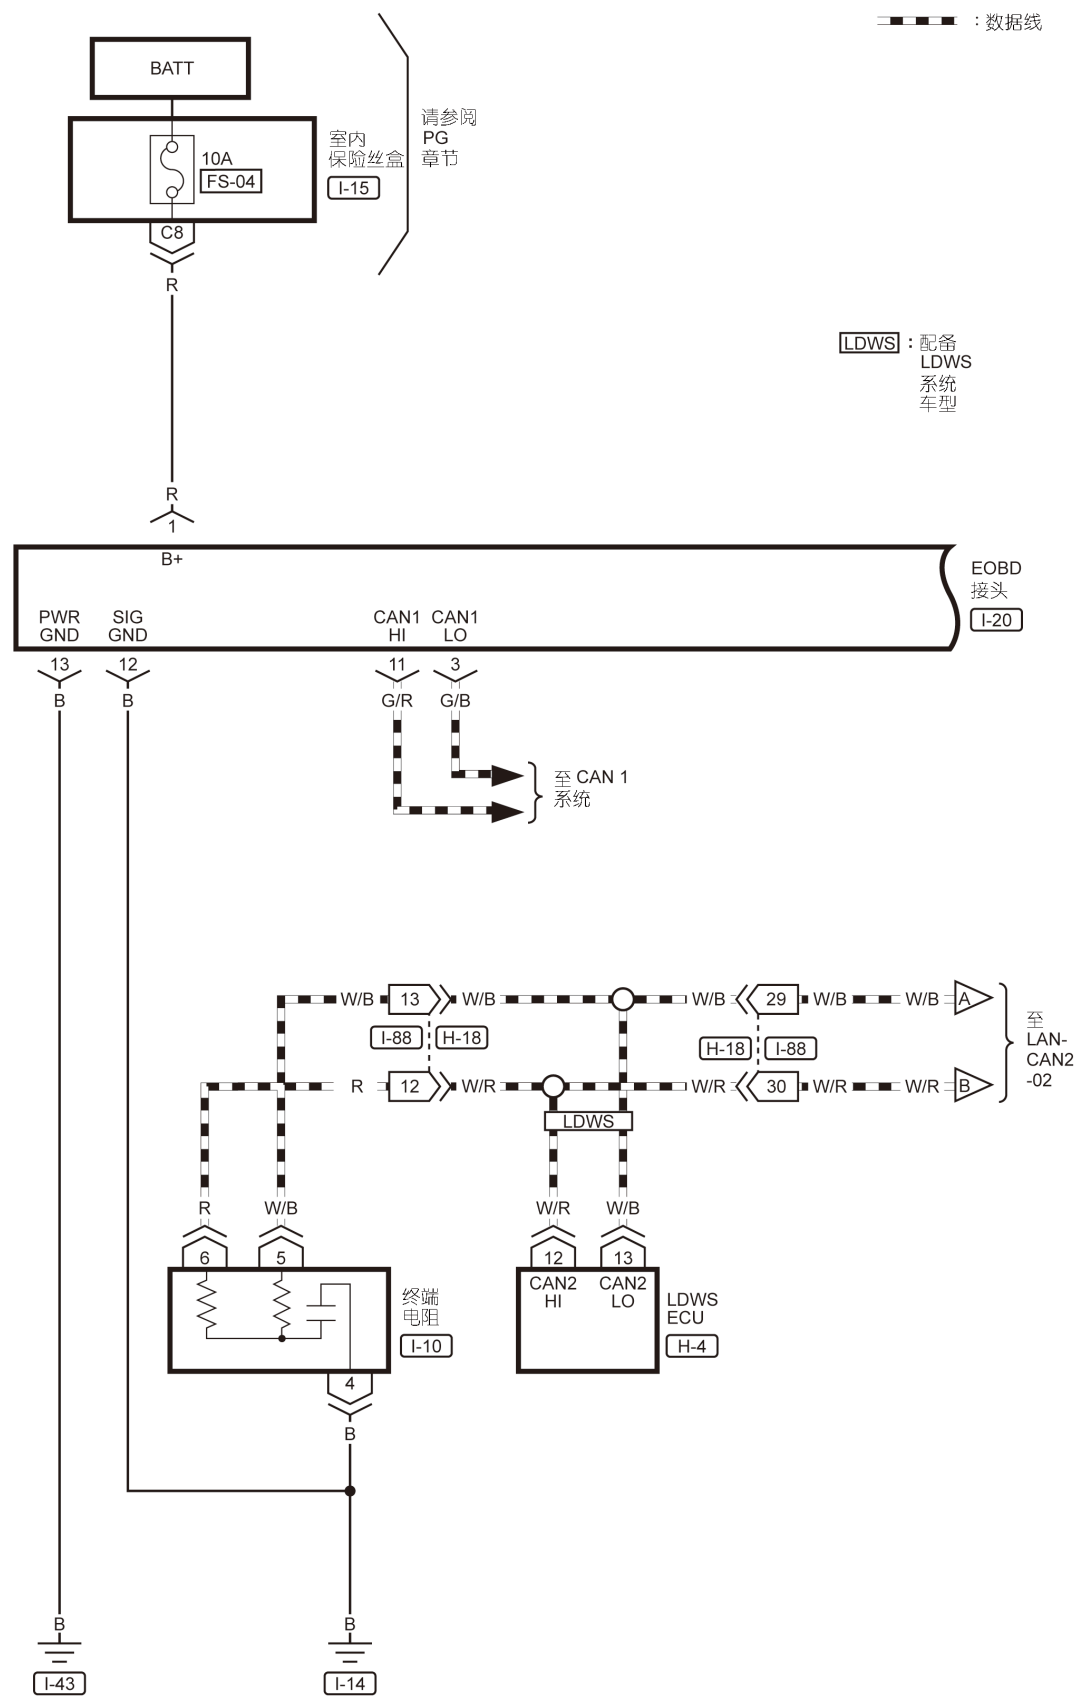 : 数据线
BATT
请参阅
PG
章节
室内
保险丝盒
I-15
10A
FS-04
C8
R
LDWS : 配备
LDWS
系统
车型
R
1
B+
EOBD
接头
I-20
PWR
GND
SIG
GND
CAN1
HI
CAN1
LO
13
12
11
3
B
B
G/R
G/B
至 CAN 1
系统
W/B
13
W/B
W/B
29
W/B
W/B
A
I-88
H-18
H-18
I-88
至
LAN-
CAN2
-02
R
12
W/R
W/R
30
W/R
W/R
B
LDWS
R
W/B
W/R
W/B
6
5
12
13
CAN2
HI
CAN2
LO
终端
电阻
I-10
LDWS
ECU
H-4
4
B
B
B
I-43
I-14